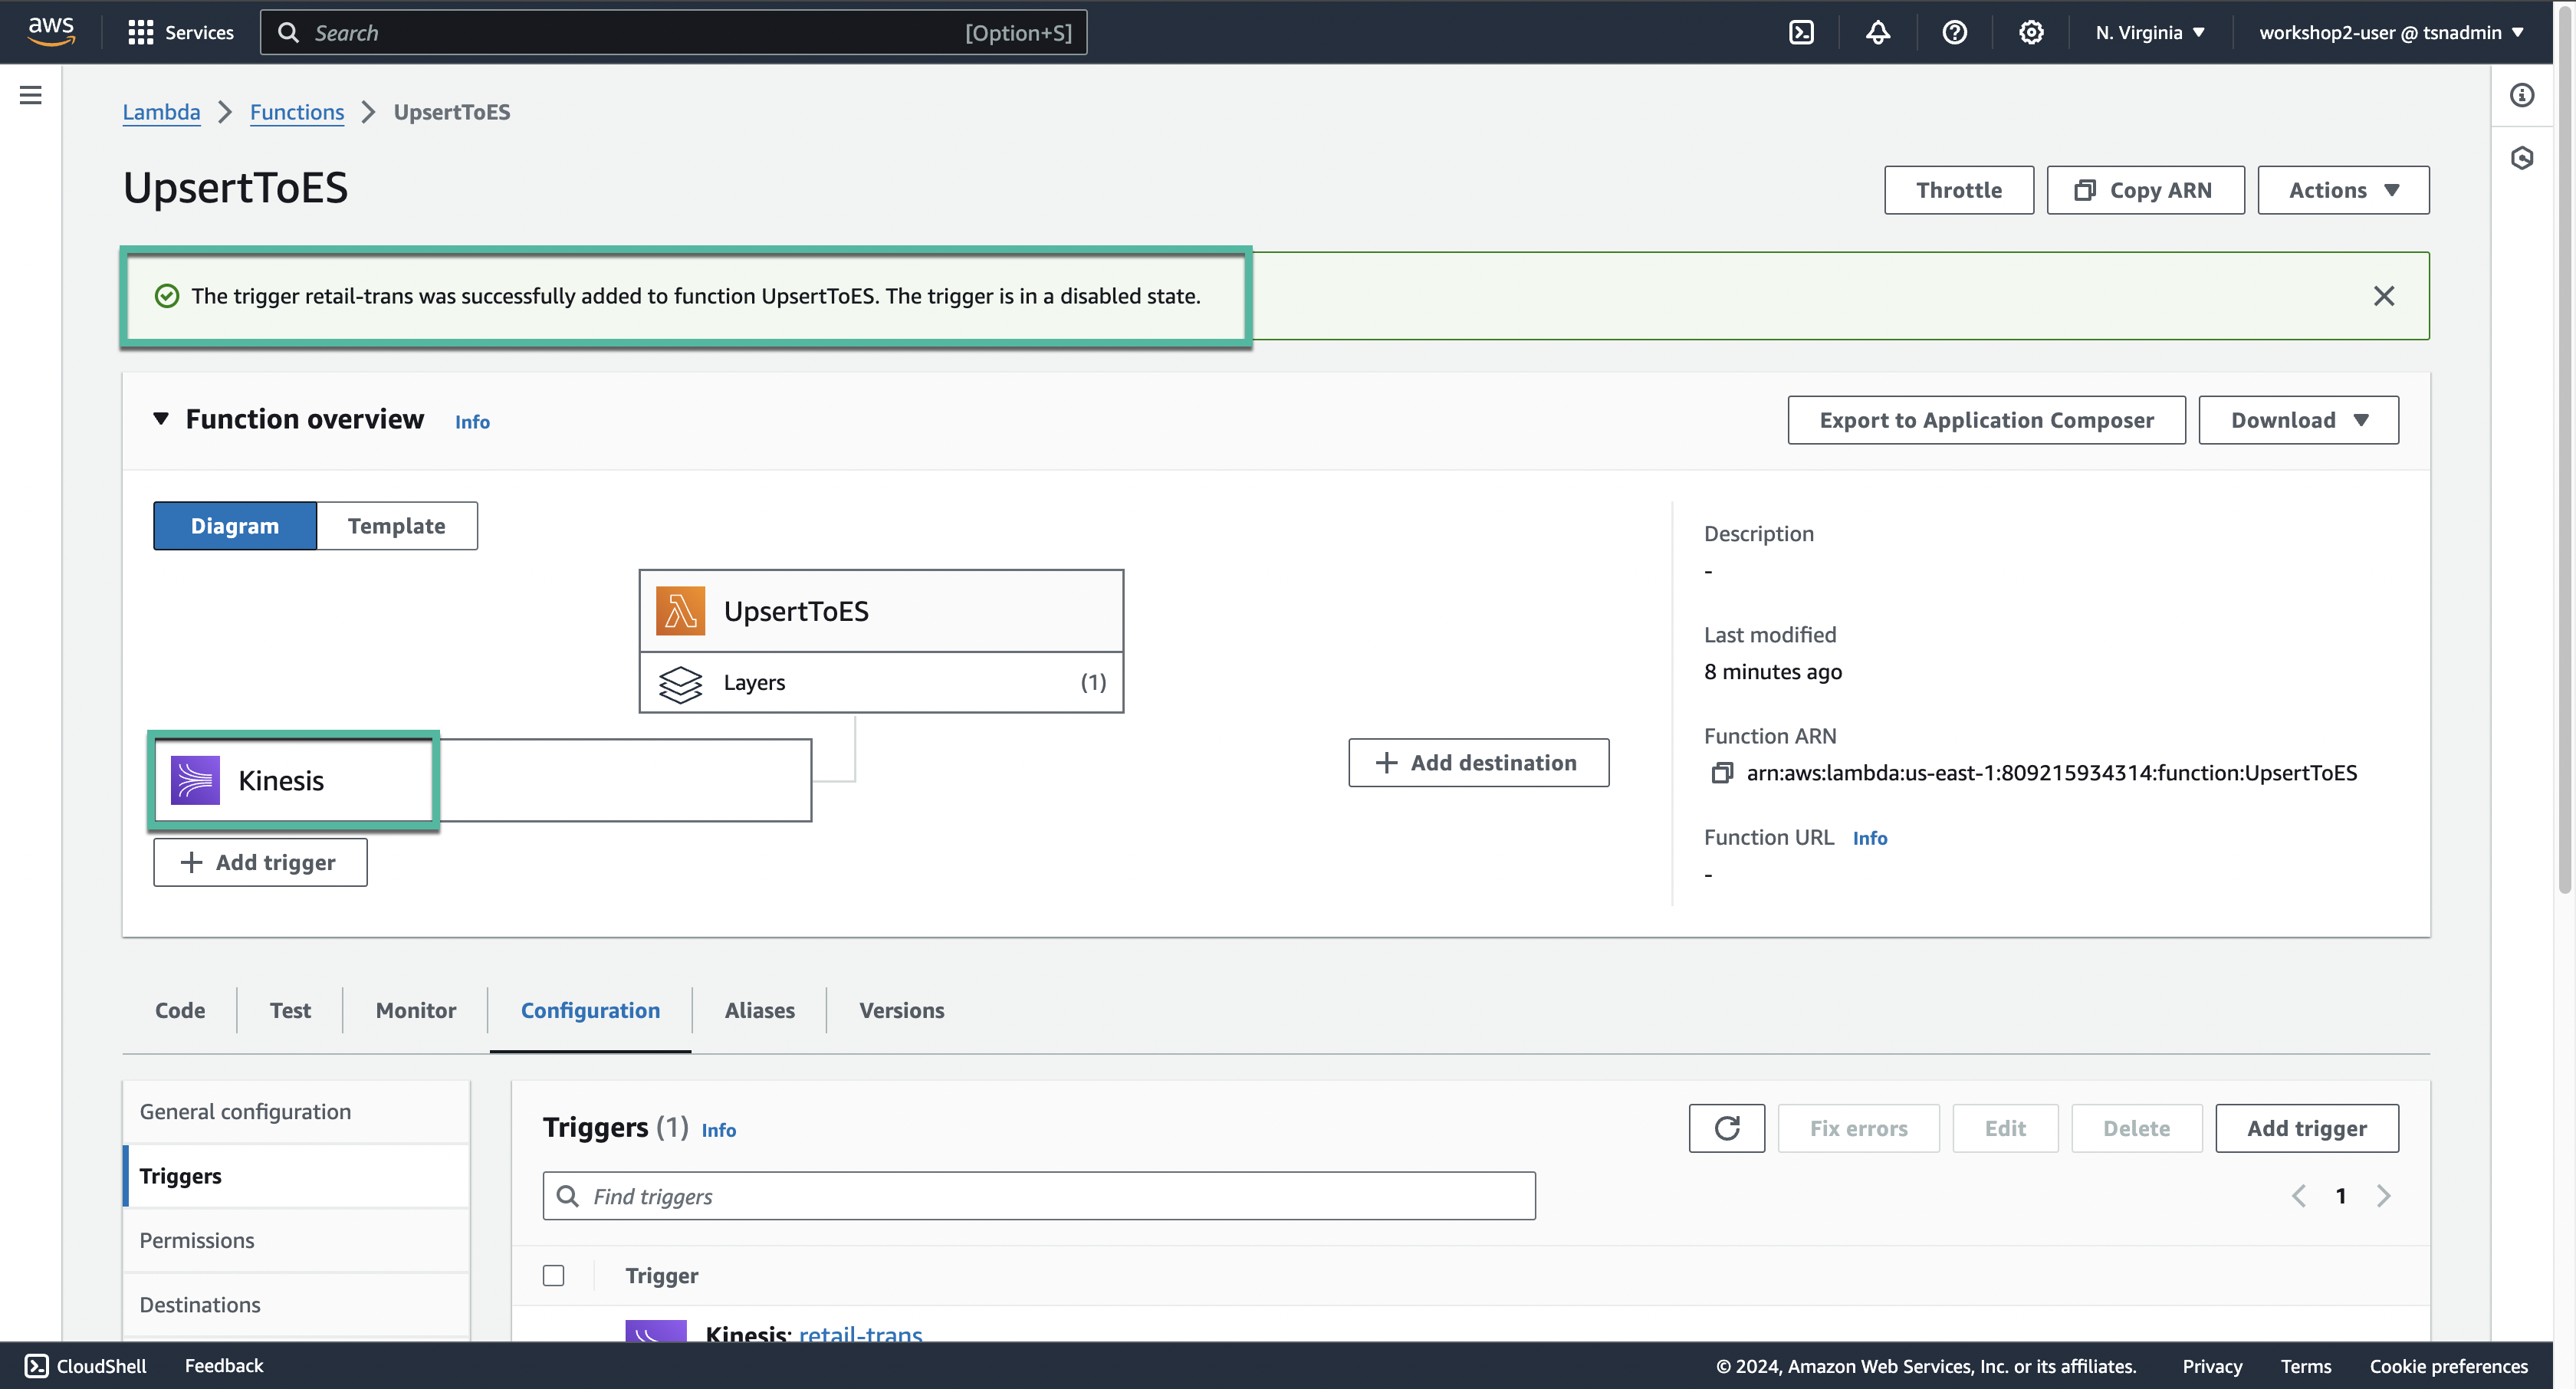 aws
Services
Search
[Option+S]
N. Virginia
workshop2-user @ tsnadmin
Lambda
Functions
UpsertToES
UpsertToES
Throttle
Copy ARN
Actions
The trigger retail-trans was successfully added to function UpsertToES. The trigger is in a disabled state.
Function overview
Info
Export to Application Composer
Download
Diagram
Template
UpsertToES
Layers
(1)
Kinesis
+ Add trigger
+ Add destination
Description
-
Last modified
8 minutes ago
Function ARN
arn:aws:lambda:us-east-1:809215934314:function:UpsertToES
Function URL
Info
-
Code
Test
Monitor
Configuration
Aliases
Versions
General configuration
Triggers
Permissions
Destinations
Triggers (1)
Info
Fix errors
Edit
Delete
Add trigger
Find triggers
1
Trigger
Kinesis: retail-trans
CloudShell
Feedback
© 2024, Amazon Web Services, Inc. or its affiliates.
Privacy
Terms
Cookie preferences